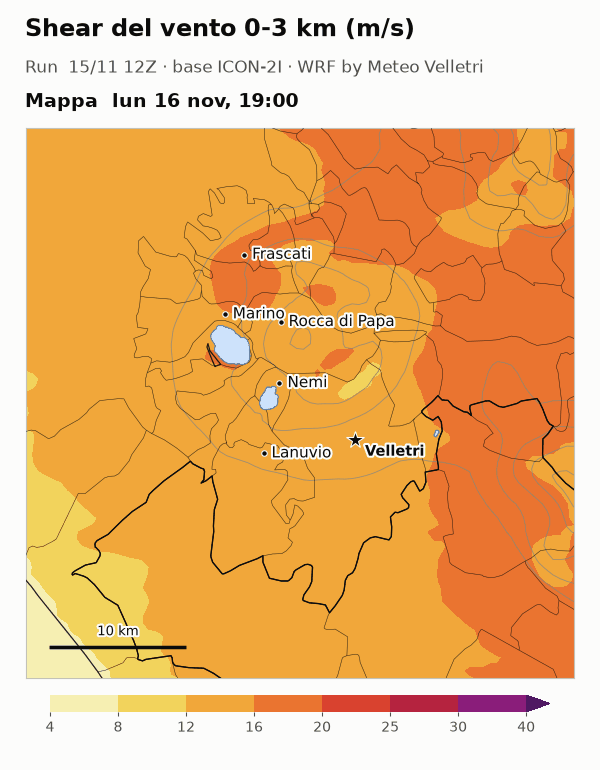 Shear del vento 0-3 km (m/s)
Run  15/11 12Z · base ICON-2I · WRF by Meteo Velletri
Mappa  lun 16 nov, 19:00
Frascati
Marino
Rocca di Papa
Nemi
Velletri
Lanuvio
10 km
4 8 12 16 20 25 30 40